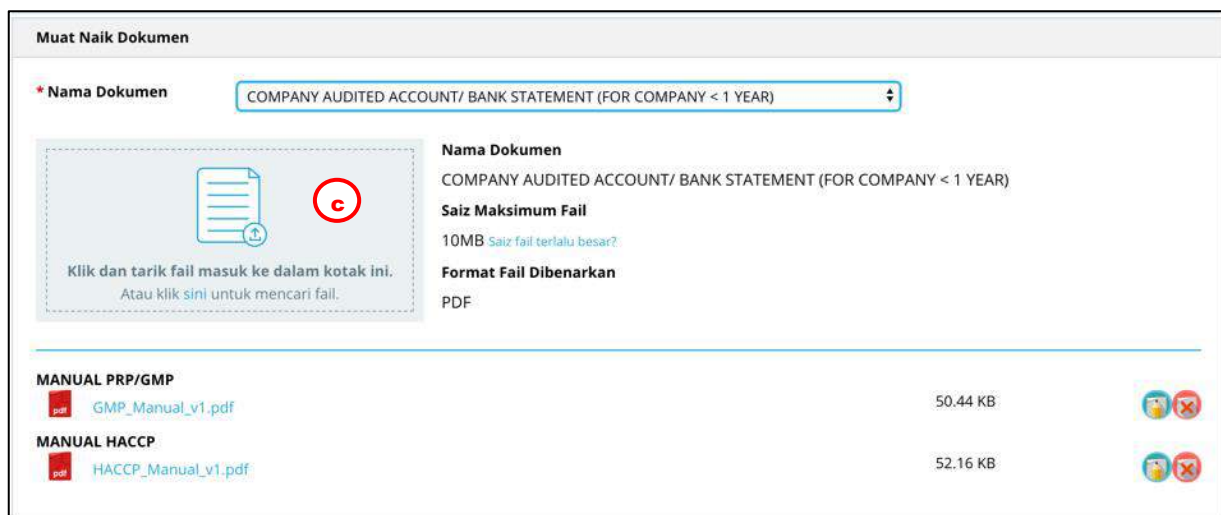 Muat Naik Dokumen
* Nama Dokumen
COMPANY AUDITED ACCOUNT/ BANK STATEMENT (FOR COMPANY < 1 YEAR)
c
Klik dan tarik fail masuk ke dalam kotak ini.
Atau klik sini untuk mencari fail.
Nama Dokumen
COMPANY AUDITED ACCOUNT/ BANK STATEMENT (FOR COMPANY < 1 YEAR)
Saiz Maksimum Fail
10MB Saiz fail terlalu besar?
Format Fail Dibenarkan
PDF
MANUAL PRP/GMP
pdf GMP_Manual_v1.pdf 50.44 KB
MANUAL HACCP
pdf HACCP_Manual_v1.pdf 52.16 KB